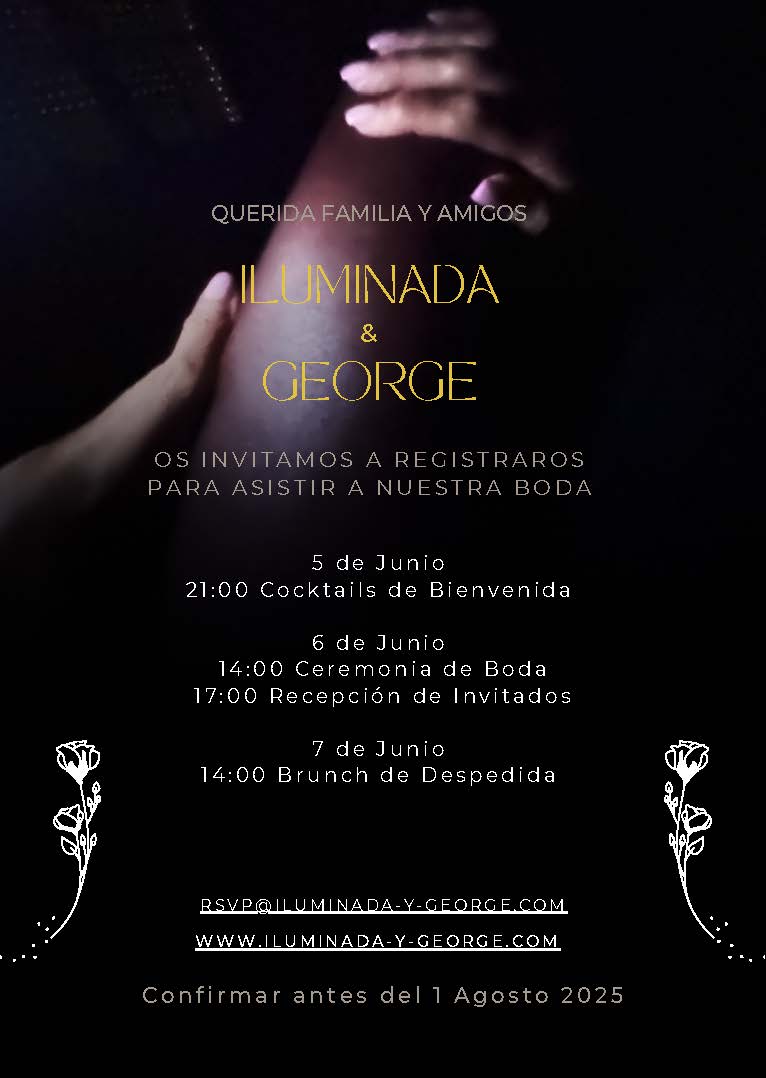 QUERIDA FAMILIA Y AMIGOS
ILUMINADA
&
GEORGE
OS INVITAMOS A REGISTRAROS
PARA ASISTIR A NUESTRA BODA
5 de Junio
21:00 Cocktails de Bienvenida
6 de Junio
14:00 Ceremonia de Boda
17:00 Recepción de Invitados
7 de Junio
14:00 Brunch de Despedida
RSVP@ILUMINADA-Y-GEORGE.COM
WWW.ILUMINADA-Y-GEORGE.COM
Confirmar antes del 1 Agosto 2025